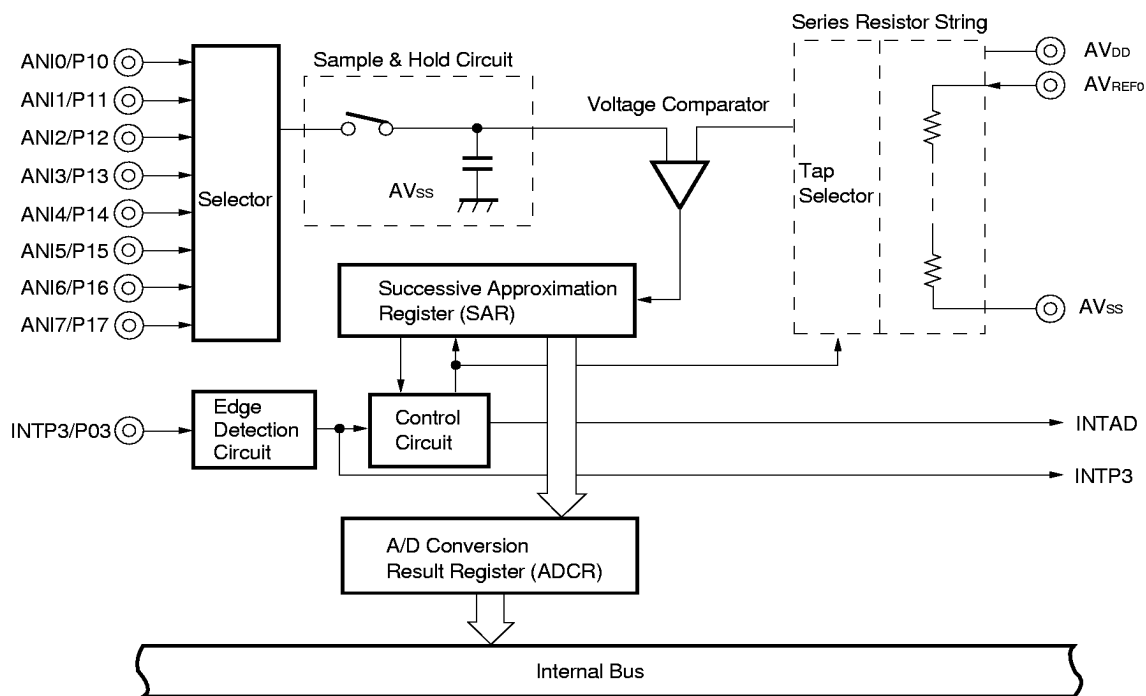 Series Resistor String
ANI0/P10
ANI1/P11
ANI2/P12
ANI3/P13
ANI4/P14
ANI5/P15
ANI6/P16
ANI7/P17
Selector
Sample & Hold Circuit
AVSS
Voltage Comparator
Tap
Selector
AVDD
AVREF0
AVSS
Successive Approximation
Register (SAR)
INTP3/P03
Edge
Detection
Circuit
Control
Circuit
INTAD
INTP3
A/D Conversion
Result Register (ADCR)
Internal Bus